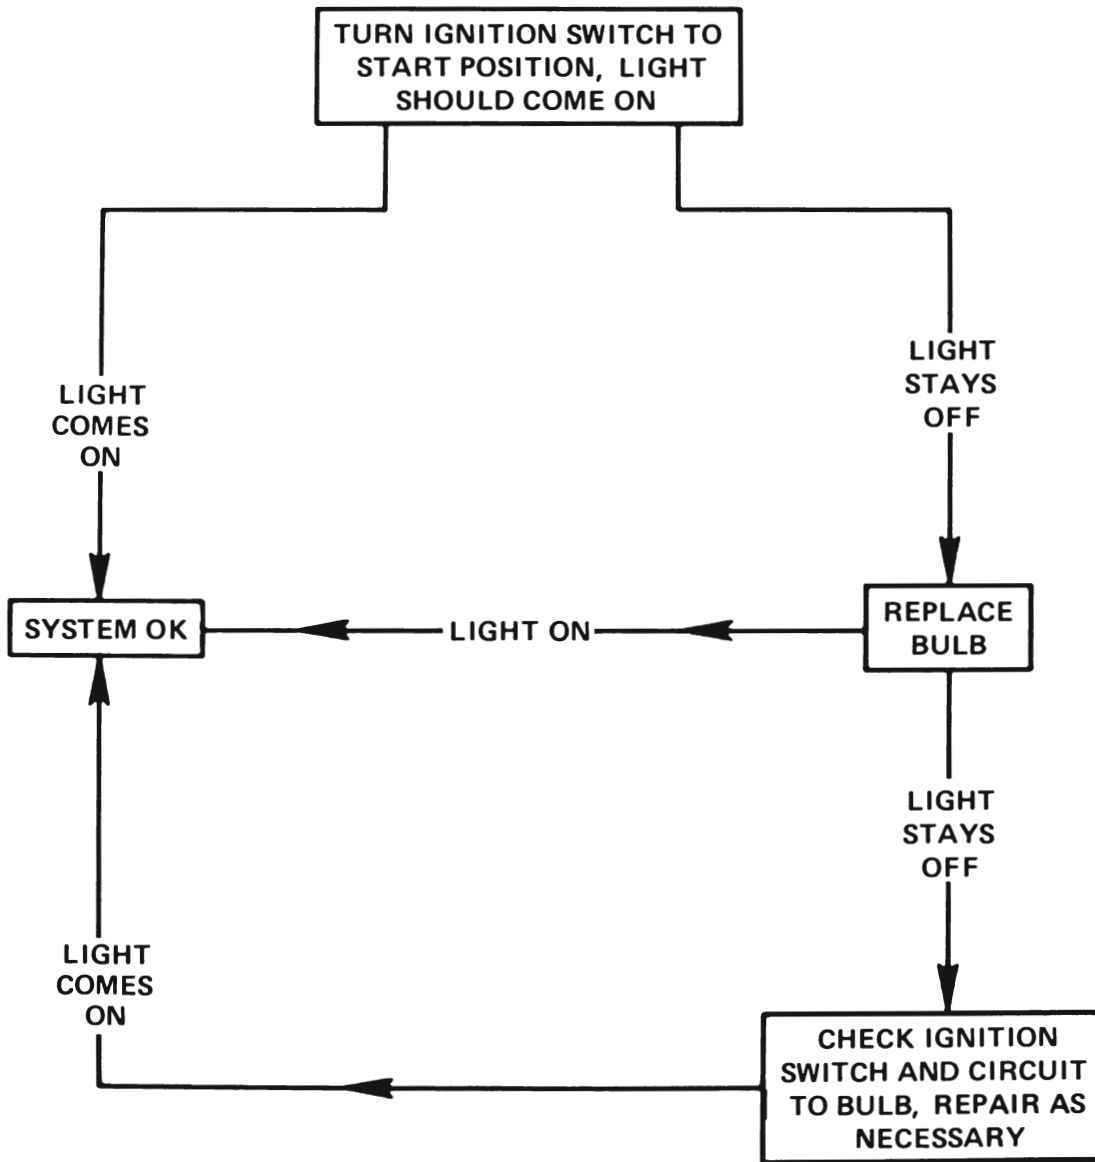 TURN IGNITION SWITCH TO
START POSITION, LIGHT
SHOULD COME ON
LIGHT
COMES
ON
LIGHT
STAYS
OFF
SYSTEM OK
LIGHT ON
REPLACE
BULB
LIGHT
STAYS
OFF
LIGHT
COMES
ON
CHECK IGNITION
SWITCH AND CIRCUIT
TO BULB, REPAIR AS
NECESSARY